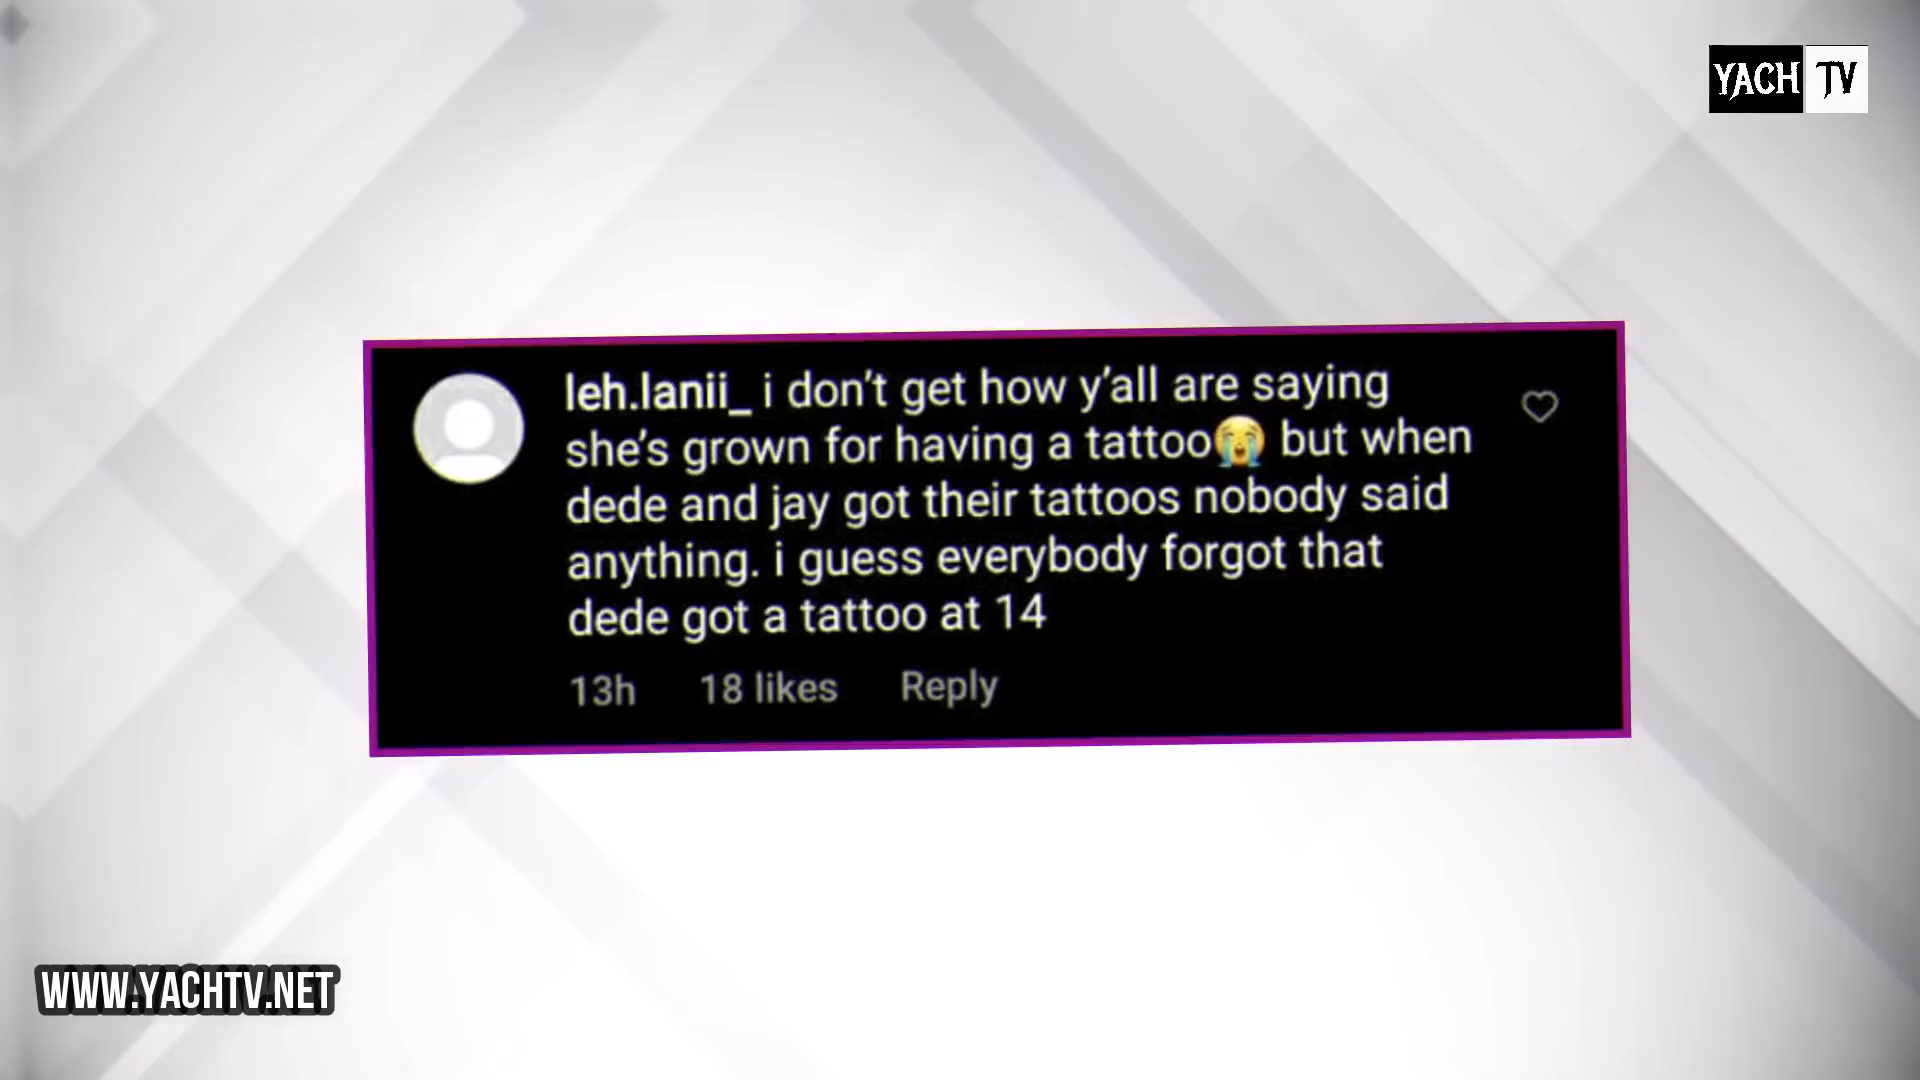 YACH TV
leh.lanii_ i don't get how y'all are saying
she's grown for having a tattoo😭 but when
dede and jay got their tattoos nobody said
anything. i guess everybody forgot that
dede got a tattoo at 14
13h 18 likes Reply
WWW.YACHTV.NET